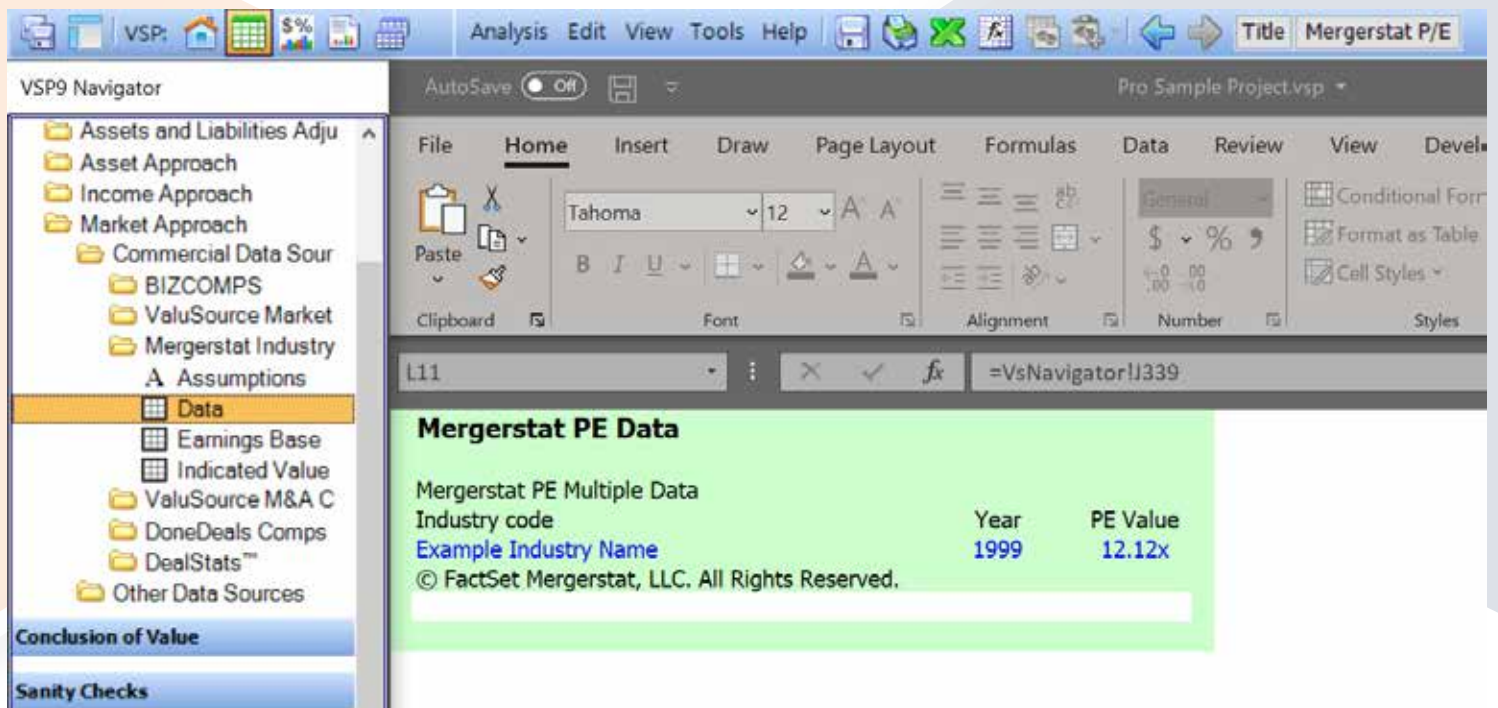 VSP: Analysis Edit View Tools Help Title Mergerstat P/E
VSP9 Navigator
Assets and Liabilities Adju
Asset Approach
Income Approach
Market Approach
Commercial Data Sour
BIZCOMPS
ValuSource Market
Mergerstat Industry
A Assumptions
Data
Earnings Base
Indicated Value
ValuSource M&A C
DoneDeals Comps
DealStats™
Other Data Sources
Conclusion of Value
Sanity Checks
AutoSave Off Pro Sample Project.vsp
File Home Insert Draw Page Layout Formulas Data Review View Devel
Paste
Tahoma 12 A A
B I U A
General
$ % 9
Conditional For
Format as Table
Cell Styles
Clipboard Font Alignment Number Styles
L11 fx =VsNavigator!J339
Mergerstat PE Data
Mergerstat PE Multiple Data
Industry code Year PE Value
Example Industry Name 1999 12.12x
© FactSet Mergerstat, LLC. All Rights Reserved.